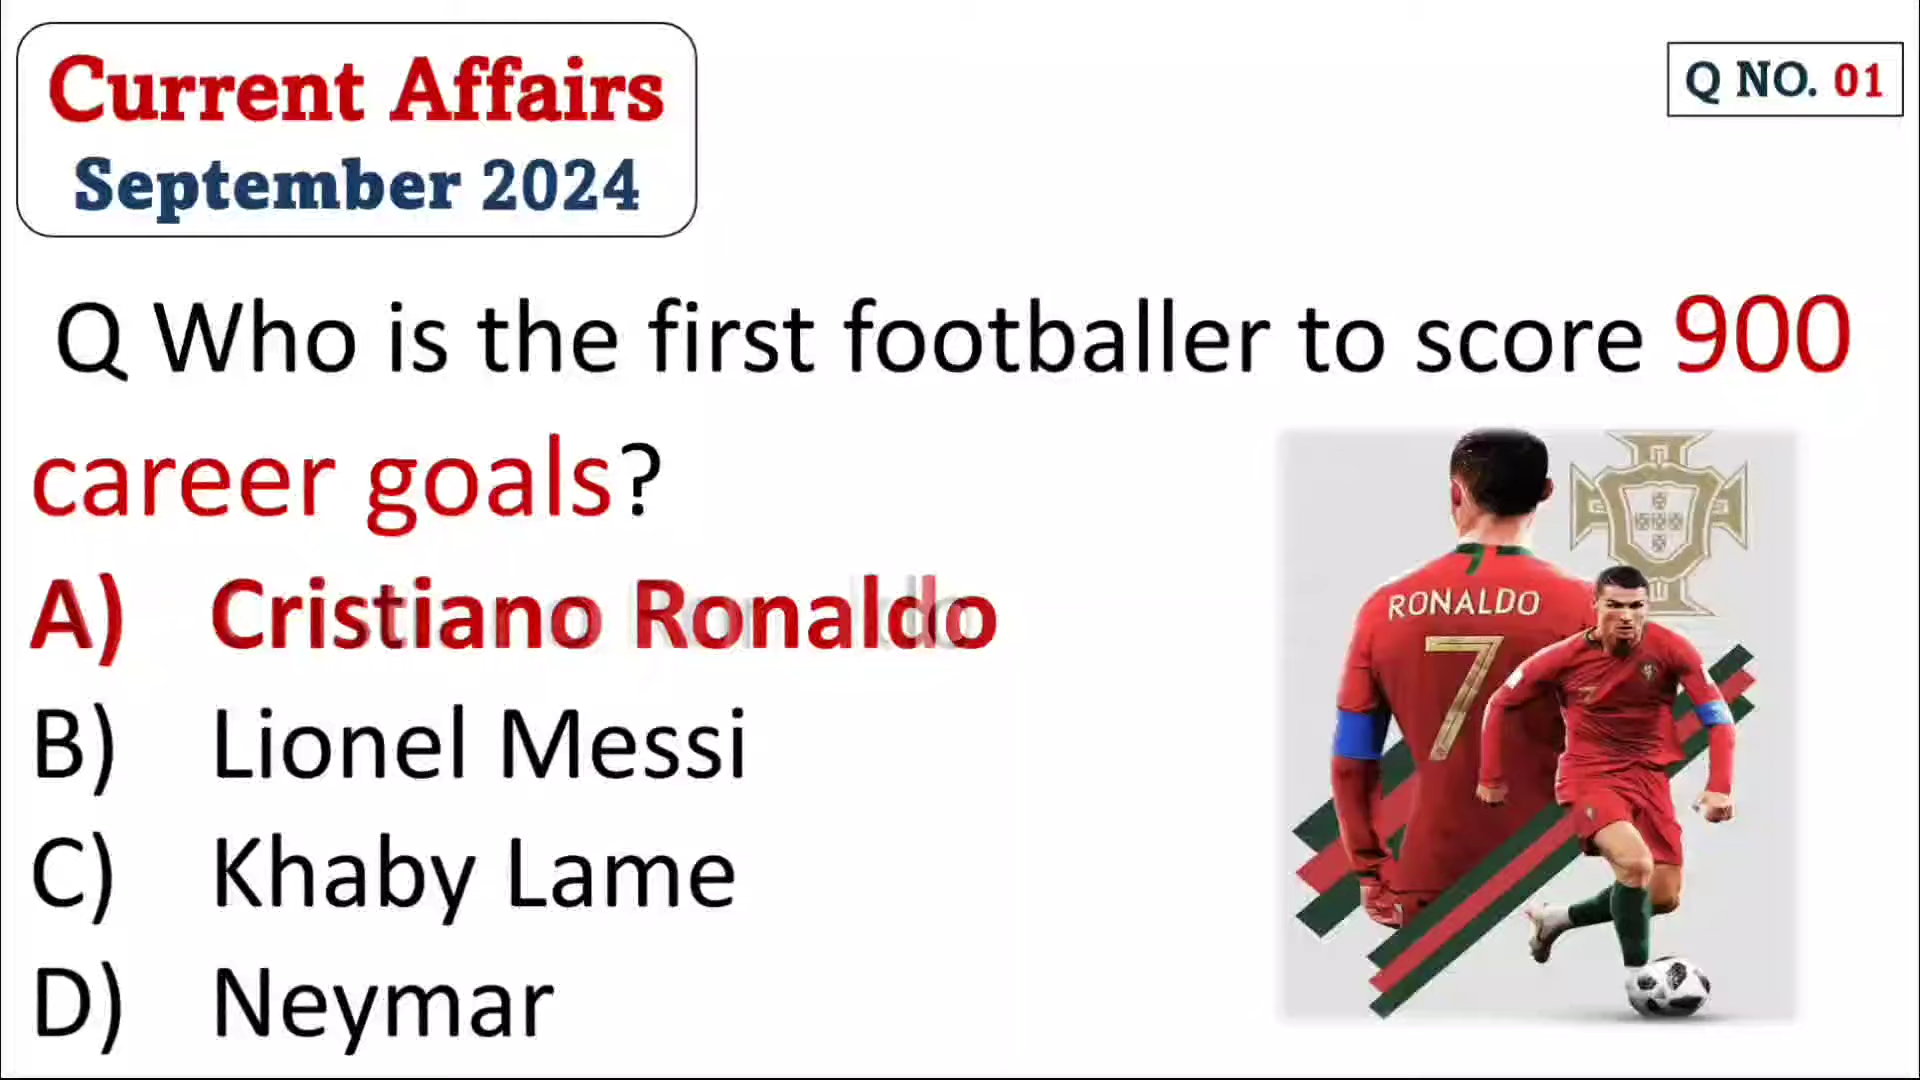 Current Affairs
September 2024
Q NO. 01
Q Who is the first footballer to score 900
career goals?
A) Cristiano Ronaldo
B) Lionel Messi
C) Khaby Lame
D) Neymar
RONALDO
7
7